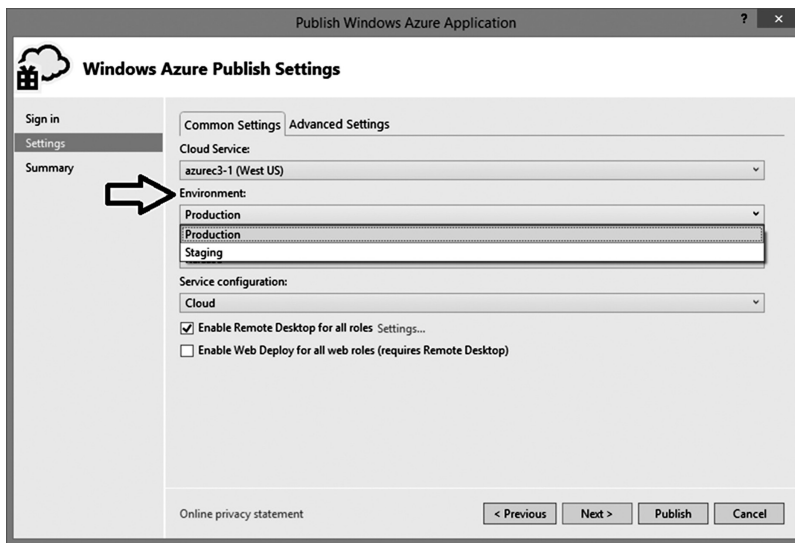 Publish Windows Azure Application
? ×
Windows Azure Publish Settings
Sign in
Settings
Summary
Common Settings Advanced Settings
Cloud Service:
azurec3-1 (West US)
Environment:
Production
Production
Staging
Service configuration:
Cloud
Enable Remote Desktop for all roles Settings...
Enable Web Deploy for all web roles (requires Remote Desktop)
Online privacy statement
< Previous Next > Publish Cancel